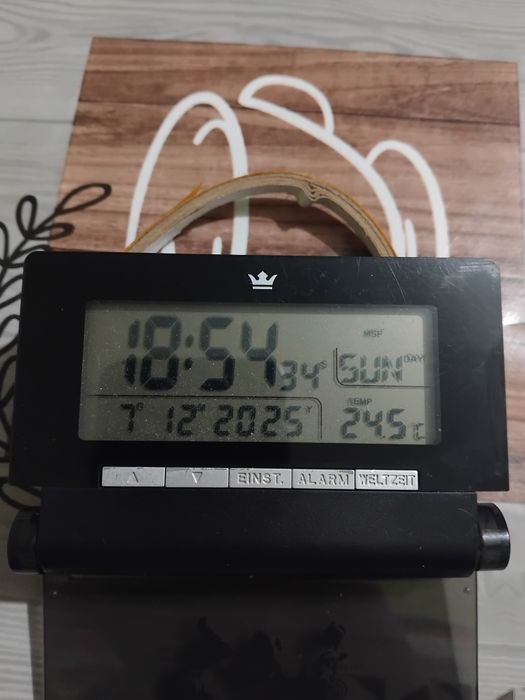 MSF
18:54 34S SUN DAY
TEMP
7D 12M 2025Y 24.5 °C
EINST. ALARM WELTZEIT